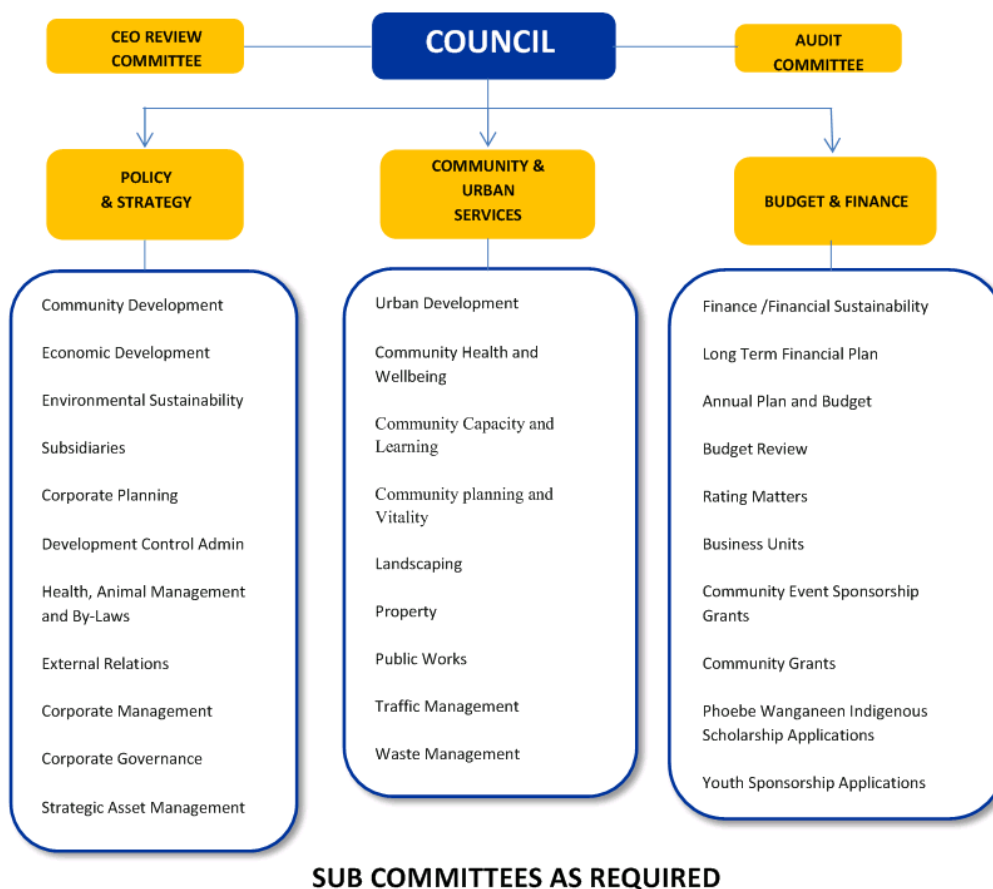 CEO REVIEW
COMMITTEE
COUNCIL
AUDIT
COMMITTEE
POLICY
& STRATEGY
COMMUNITY &
URBAN
SERVICES
BUDGET & FINANCE
Community Development
Economic Development
Environmental Sustainability
Subsidiaries
Corporate Planning
Development Control Admin
Health, Animal Management
and By-Laws
External Relations
Corporate Management
Corporate Governance
Strategic Asset Management
Urban Development
Community Health and
Wellbeing
Community Capacity and
Learning
Community planning and
Vitality
Landscaping
Property
Public Works
Traffic Management
Waste Management
Finance /Financial Sustainability
Long Term Financial Plan
Annual Plan and Budget
Budget Review
Rating Matters
Business Units
Community Event Sponsorship
Grants
Community Grants
Phoebe Wanganeen Indigenous
Scholarship Applications
Youth Sponsorship Applications
SUB COMMITTEES AS REQUIRED